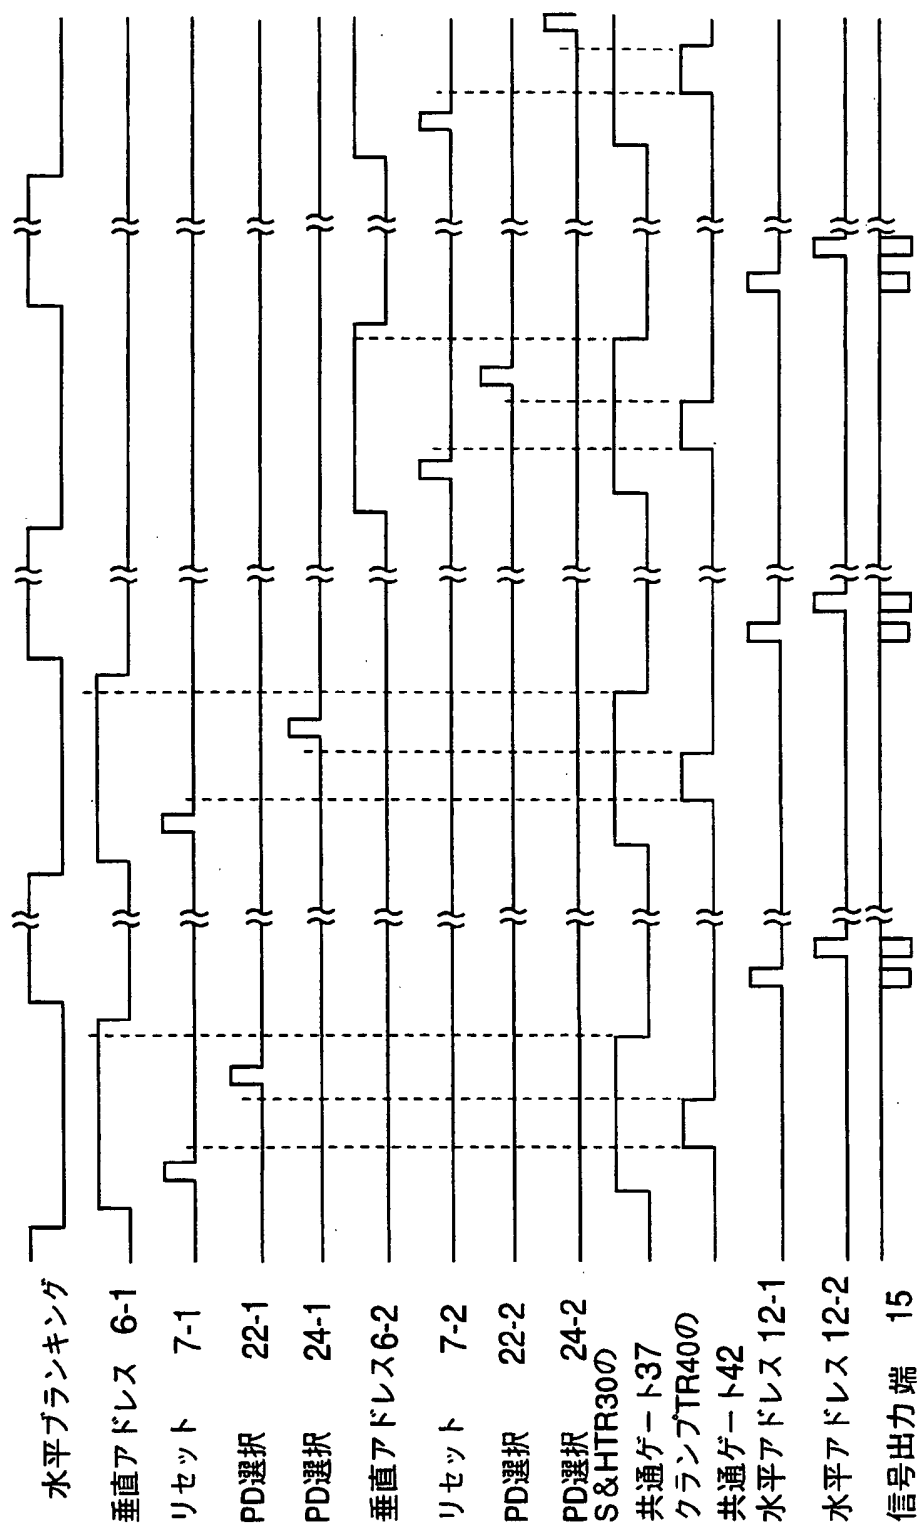 水平ブランキング
垂直アドレス 6-1
リセット 7-1
PD選択 22-1
PD選択 24-1
垂直アドレス6-2
リセット 7-2
PD選択 22-2
PD選択 24-2
S&HTR30の
共通ゲート37
クランプTR40の
共通ゲート42
水平アドレス 12-1
水平アドレス 12-2
信号出力端 15